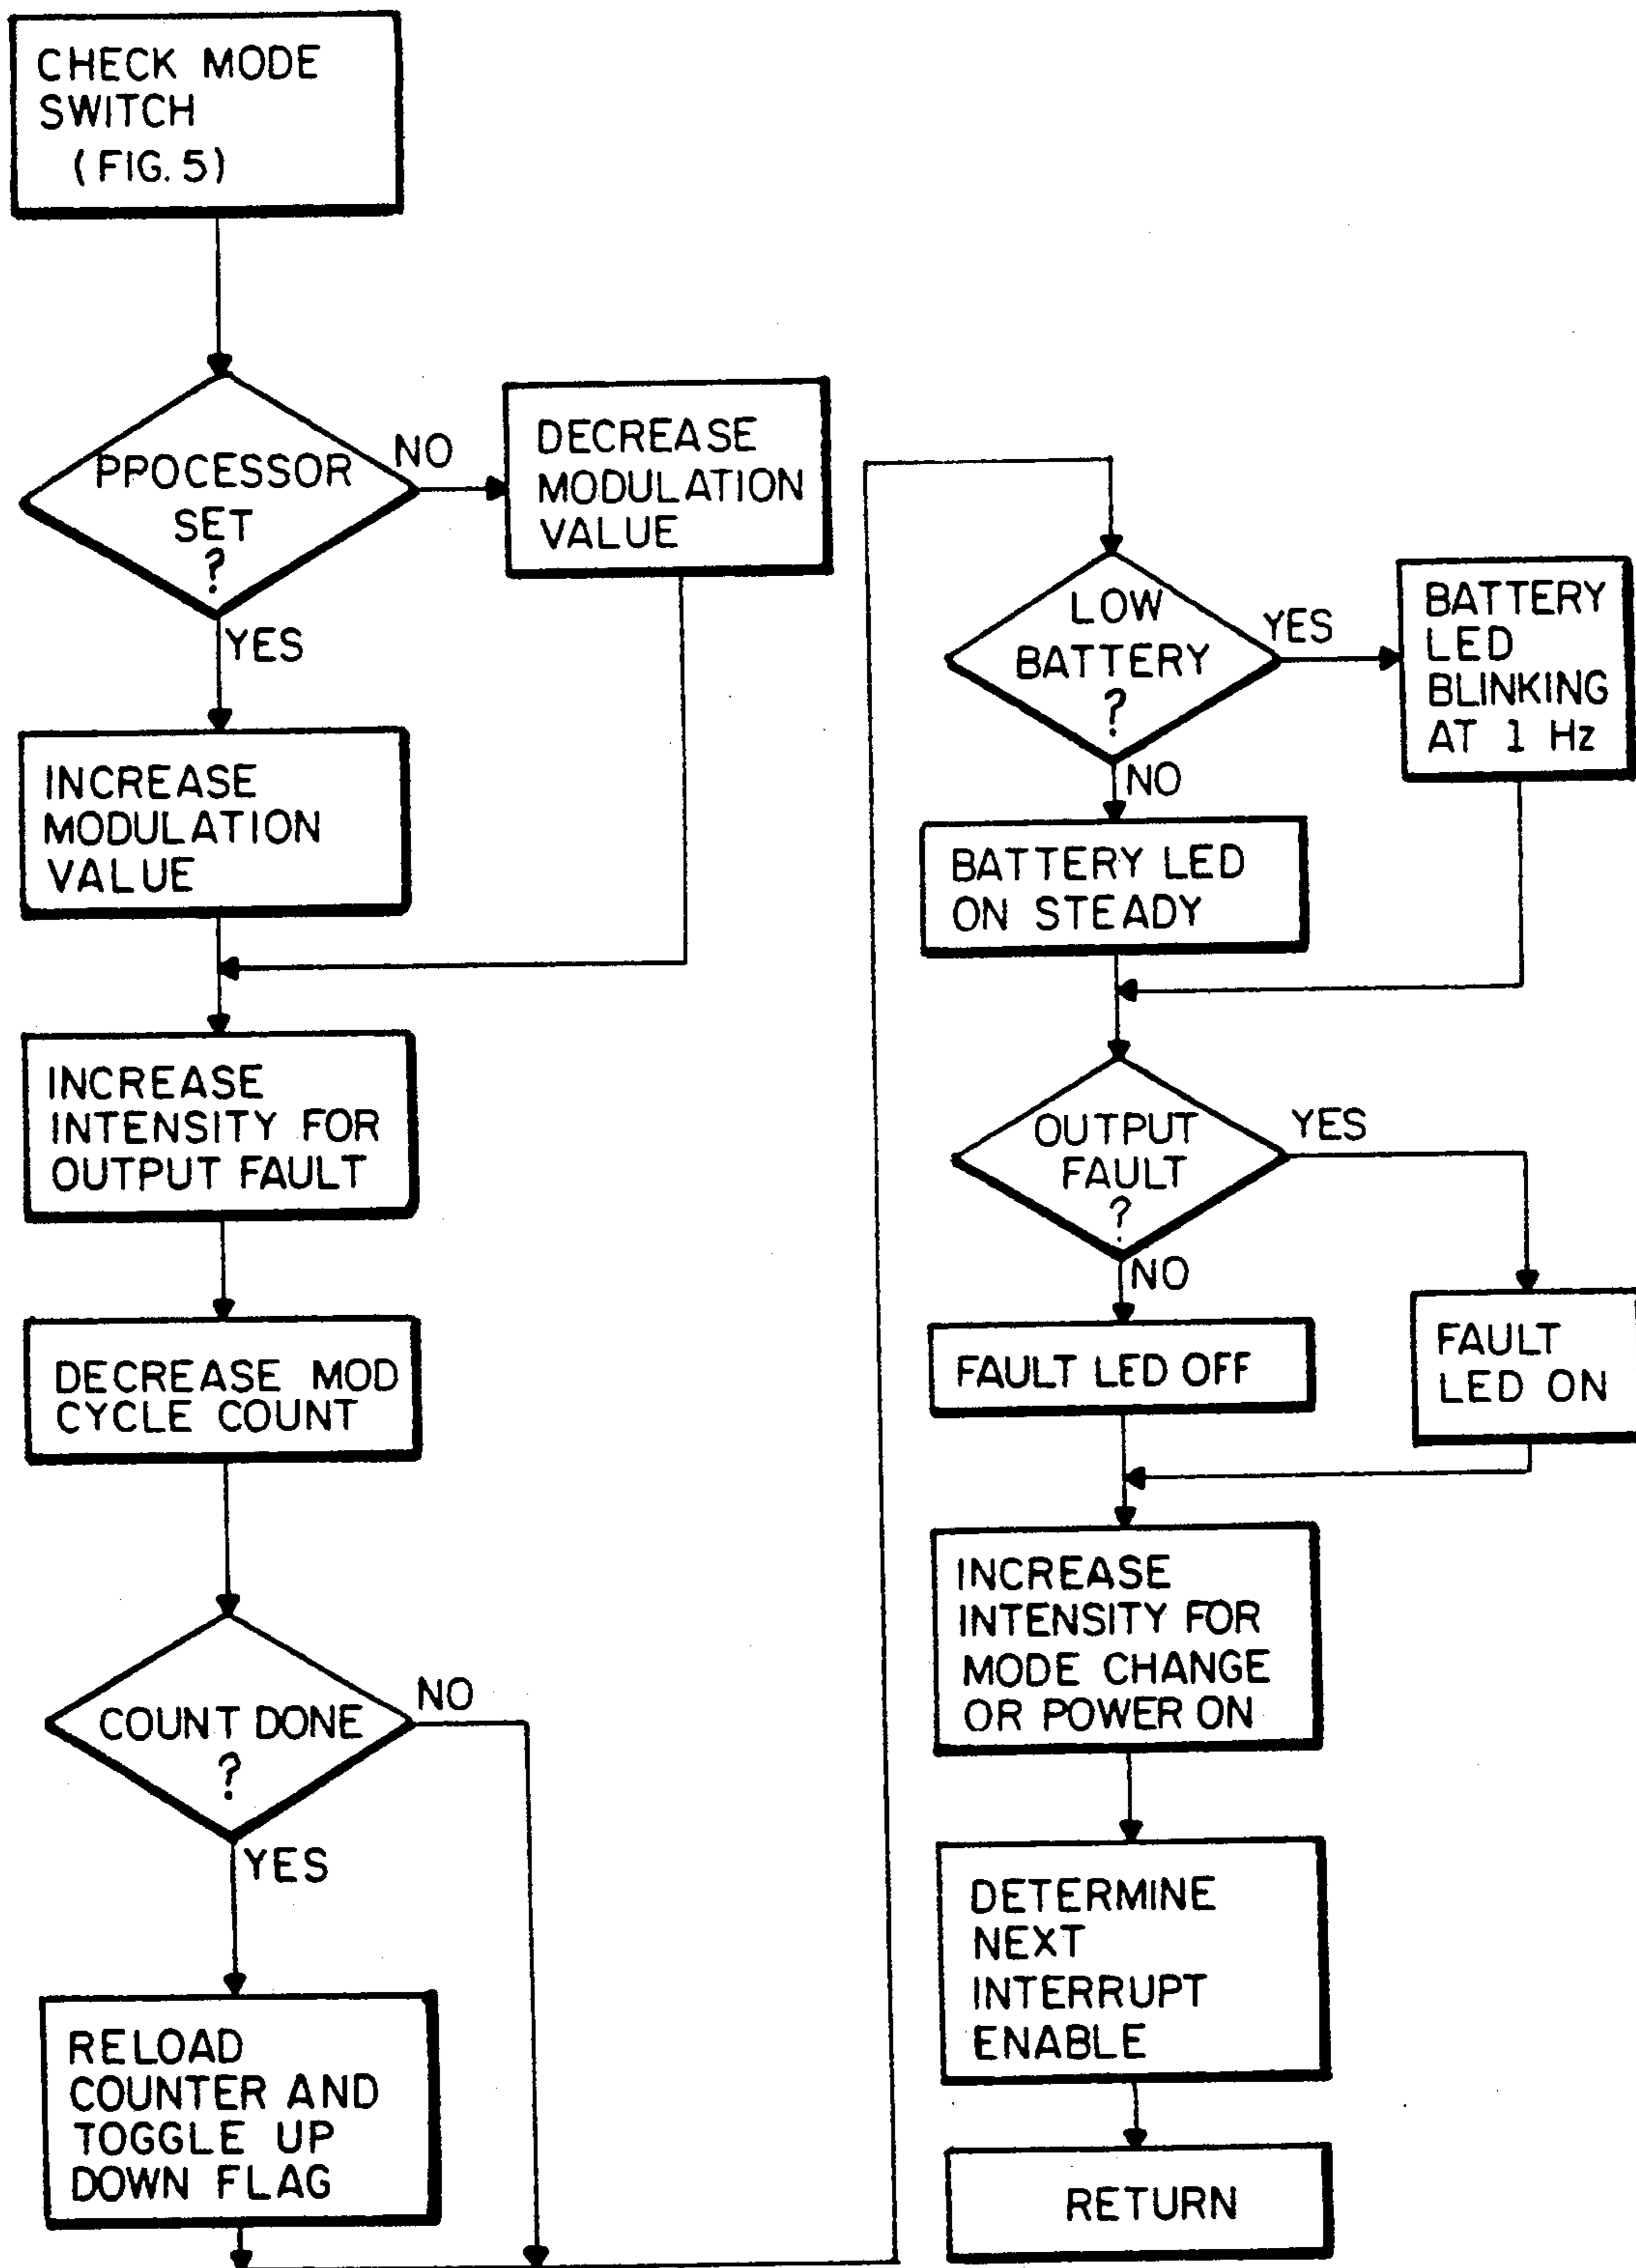 CHECK MODE
SWITCH
(FIG. 5)
PPOCESSOR
SET
?
NO
DECREASE
MODULATION
VALUE
YES
INCREASE
MODULATION
VALUE
INCREASE
INTENSITY FOR
OUTPUT FAULT
DECREASE MOD
CYCLE COUNT
COUNT DONE
?
NO
YES
RELOAD
COUNTER AND
TOGGLE UP
DOWN FLAG
LOW
BATTERY
?
YES
BATTERY
LED
BLINKING
AT 1 Hz
NO
BATTERY LED
ON STEADY
OUTPUT
FAULT
?
YES
NO
FAULT LED OFF
FAULT
LED ON
INCREASE
INTENSITY FOR
MODE CHANGE
OR POWER ON
DETERMINE
NEXT
INTERRUPT
ENABLE
RETURN